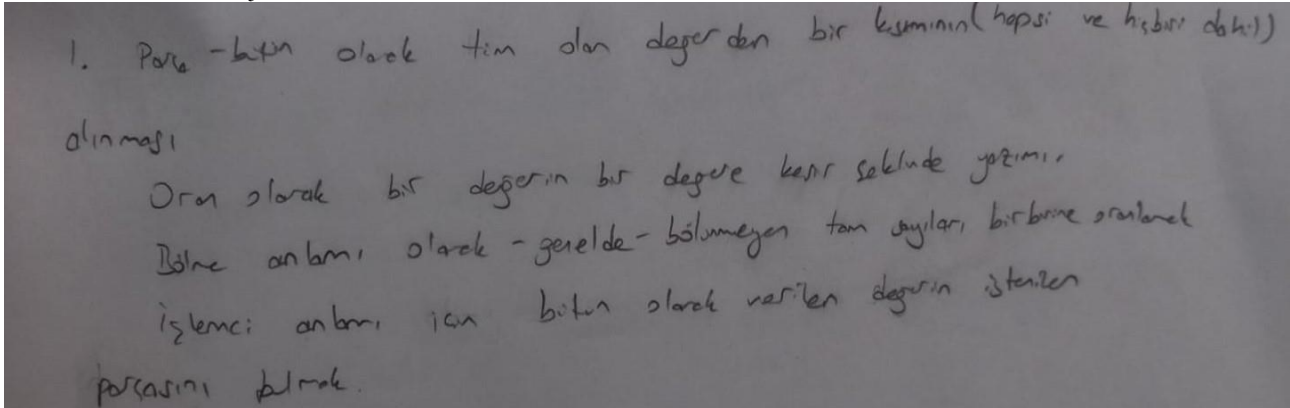 1. Parça-bütün olarak tüm olan değerden bir kısmının (hepsi ve hiçbiri dahil)
alınması
Oran olarak bir değerin bir değere kesir şeklinde yazımı.
Bölme anlamı olarak - genelde - bölünmeyen tam sayıları birbirine oranlamak
İşlemci anlamı için bütün olarak verilen değerin istenilen
parçasını bulmak.